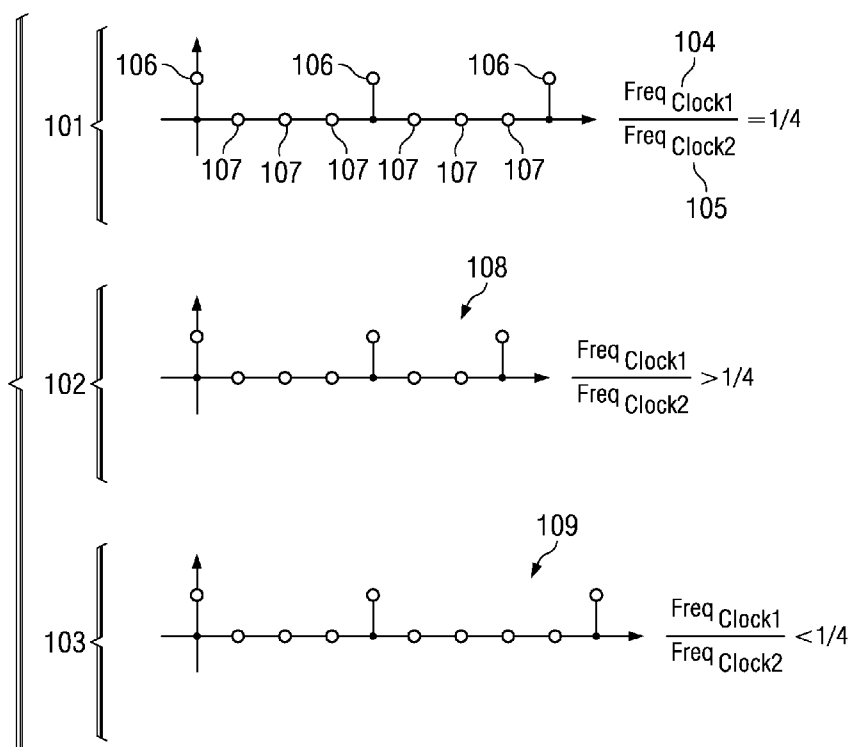 104
106 106 106
101
Freq Clock1
Freq Clock2
=1/4
107 107 107 107 107 107
105
108
102
Freq Clock1
Freq Clock2
>1/4
109
103
Freq Clock1
Freq Clock2
<1/4